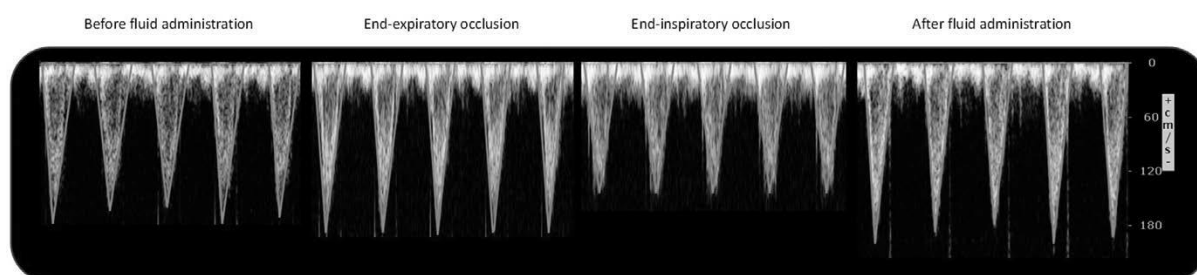 Before fluid administration
End-expiratory occlusion
End-inspiratory occlusion
After fluid administration
0
60
120
180
+
c
m
/
s
-